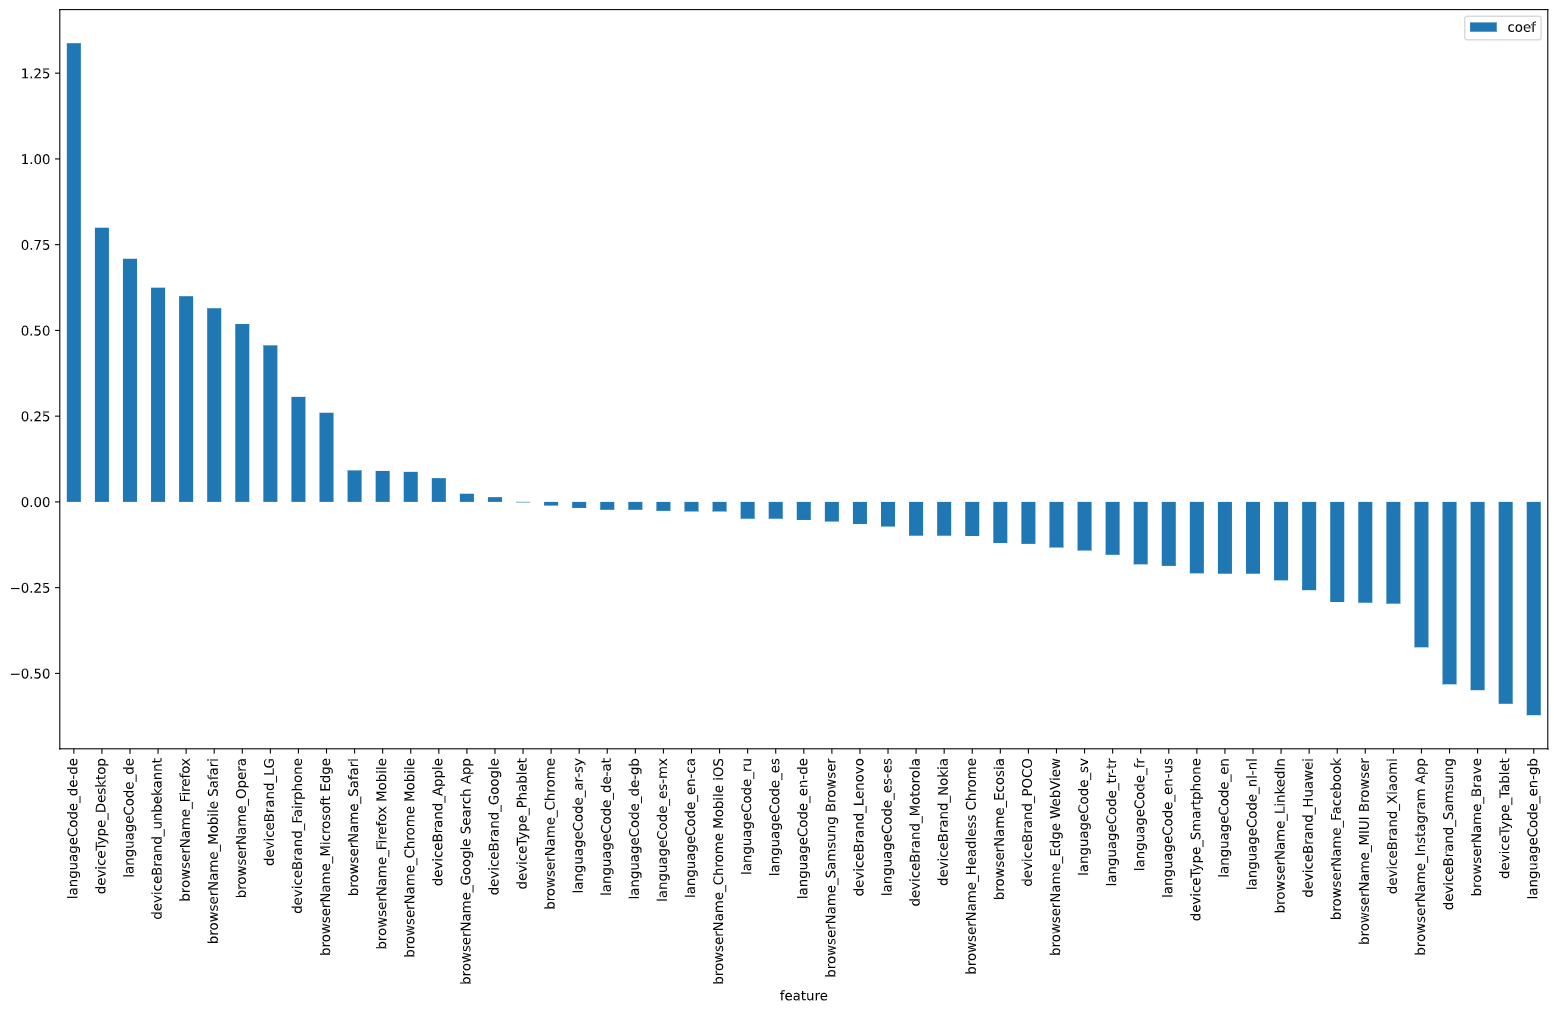 coef
1.25
1.00
0.75
0.50
0.25
0.00
−0.25
−0.50
languageCode_de-de
deviceType_Desktop
languageCode_de
deviceBrand_unbekannt
browserName_Firefox
browserName_Mobile Safari
browserName_Opera
deviceBrand_LG
deviceBrand_Fairphone
browserName_Microsoft Edge
browserName_Safari
browserName_Firefox Mobile
browserName_Chrome Mobile
deviceBrand_Apple
browserName_Google Search App
deviceBrand_Google
deviceType_Phablet
browserName_Chrome
languageCode_ar-sy
languageCode_de-at
languageCode_de-gb
languageCode_es-mx
languageCode_en-ca
browserName_Chrome Mobile iOS
languageCode_ru
languageCode_es
languageCode_en-de
browserName_Samsung Browser
deviceBrand_Lenovo
languageCode_es-es
deviceBrand_Motorola
deviceBrand_Nokia
browserName_Headless Chrome
browserName_Ecosia
deviceBrand_POCO
browserName_Edge WebView
languageCode_sv
languageCode_tr-tr
languageCode_fr
languageCode_en-us
deviceType_Smartphone
languageCode_en
languageCode_nl-nl
browserName_LinkedIn
deviceBrand_Huawei
browserName_Facebook
browserName_MIUI Browser
deviceBrand_Xiaomi
browserName_Instagram App
deviceBrand_Samsung
browserName_Brave
deviceType_Tablet
languageCode_en-gb
feature